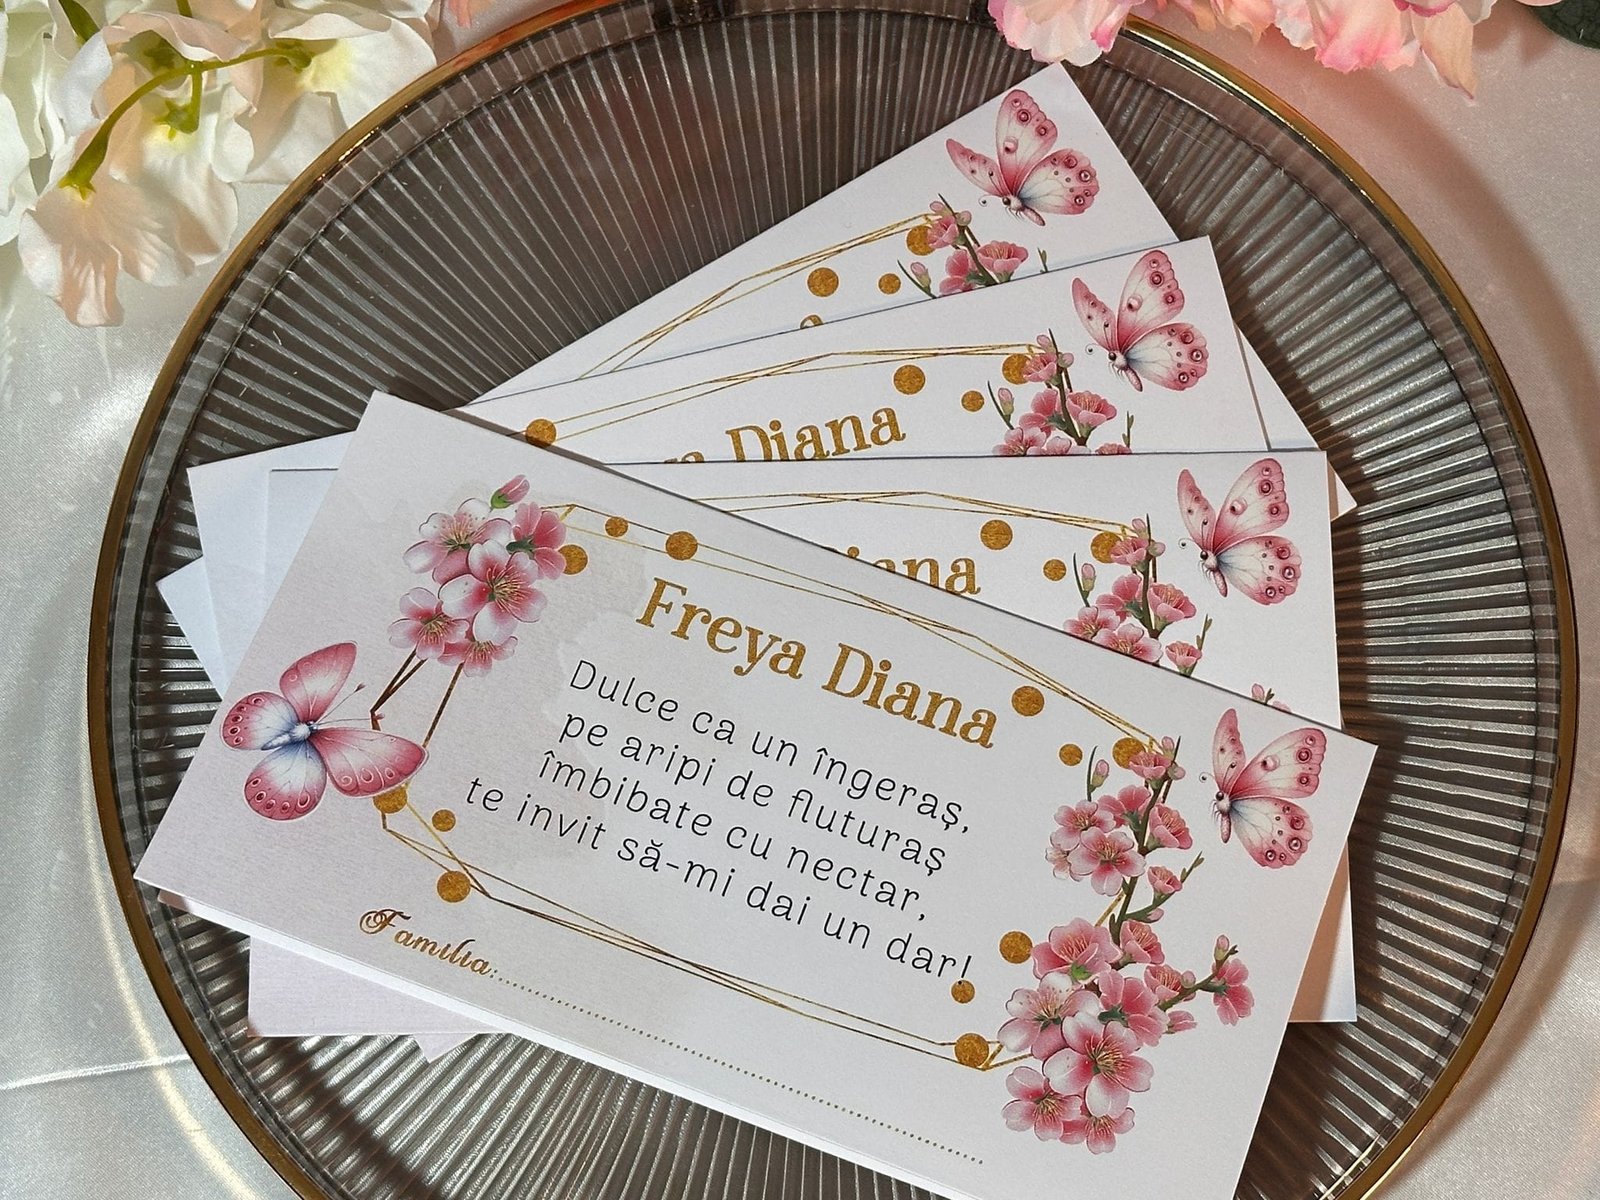 Diana
iana
Freya Diana
Dulce ca un îngeraș,
pe aripi de fluturaș
îmbibate cu nectar,
te invit să-mi dai un dar!
Familia: